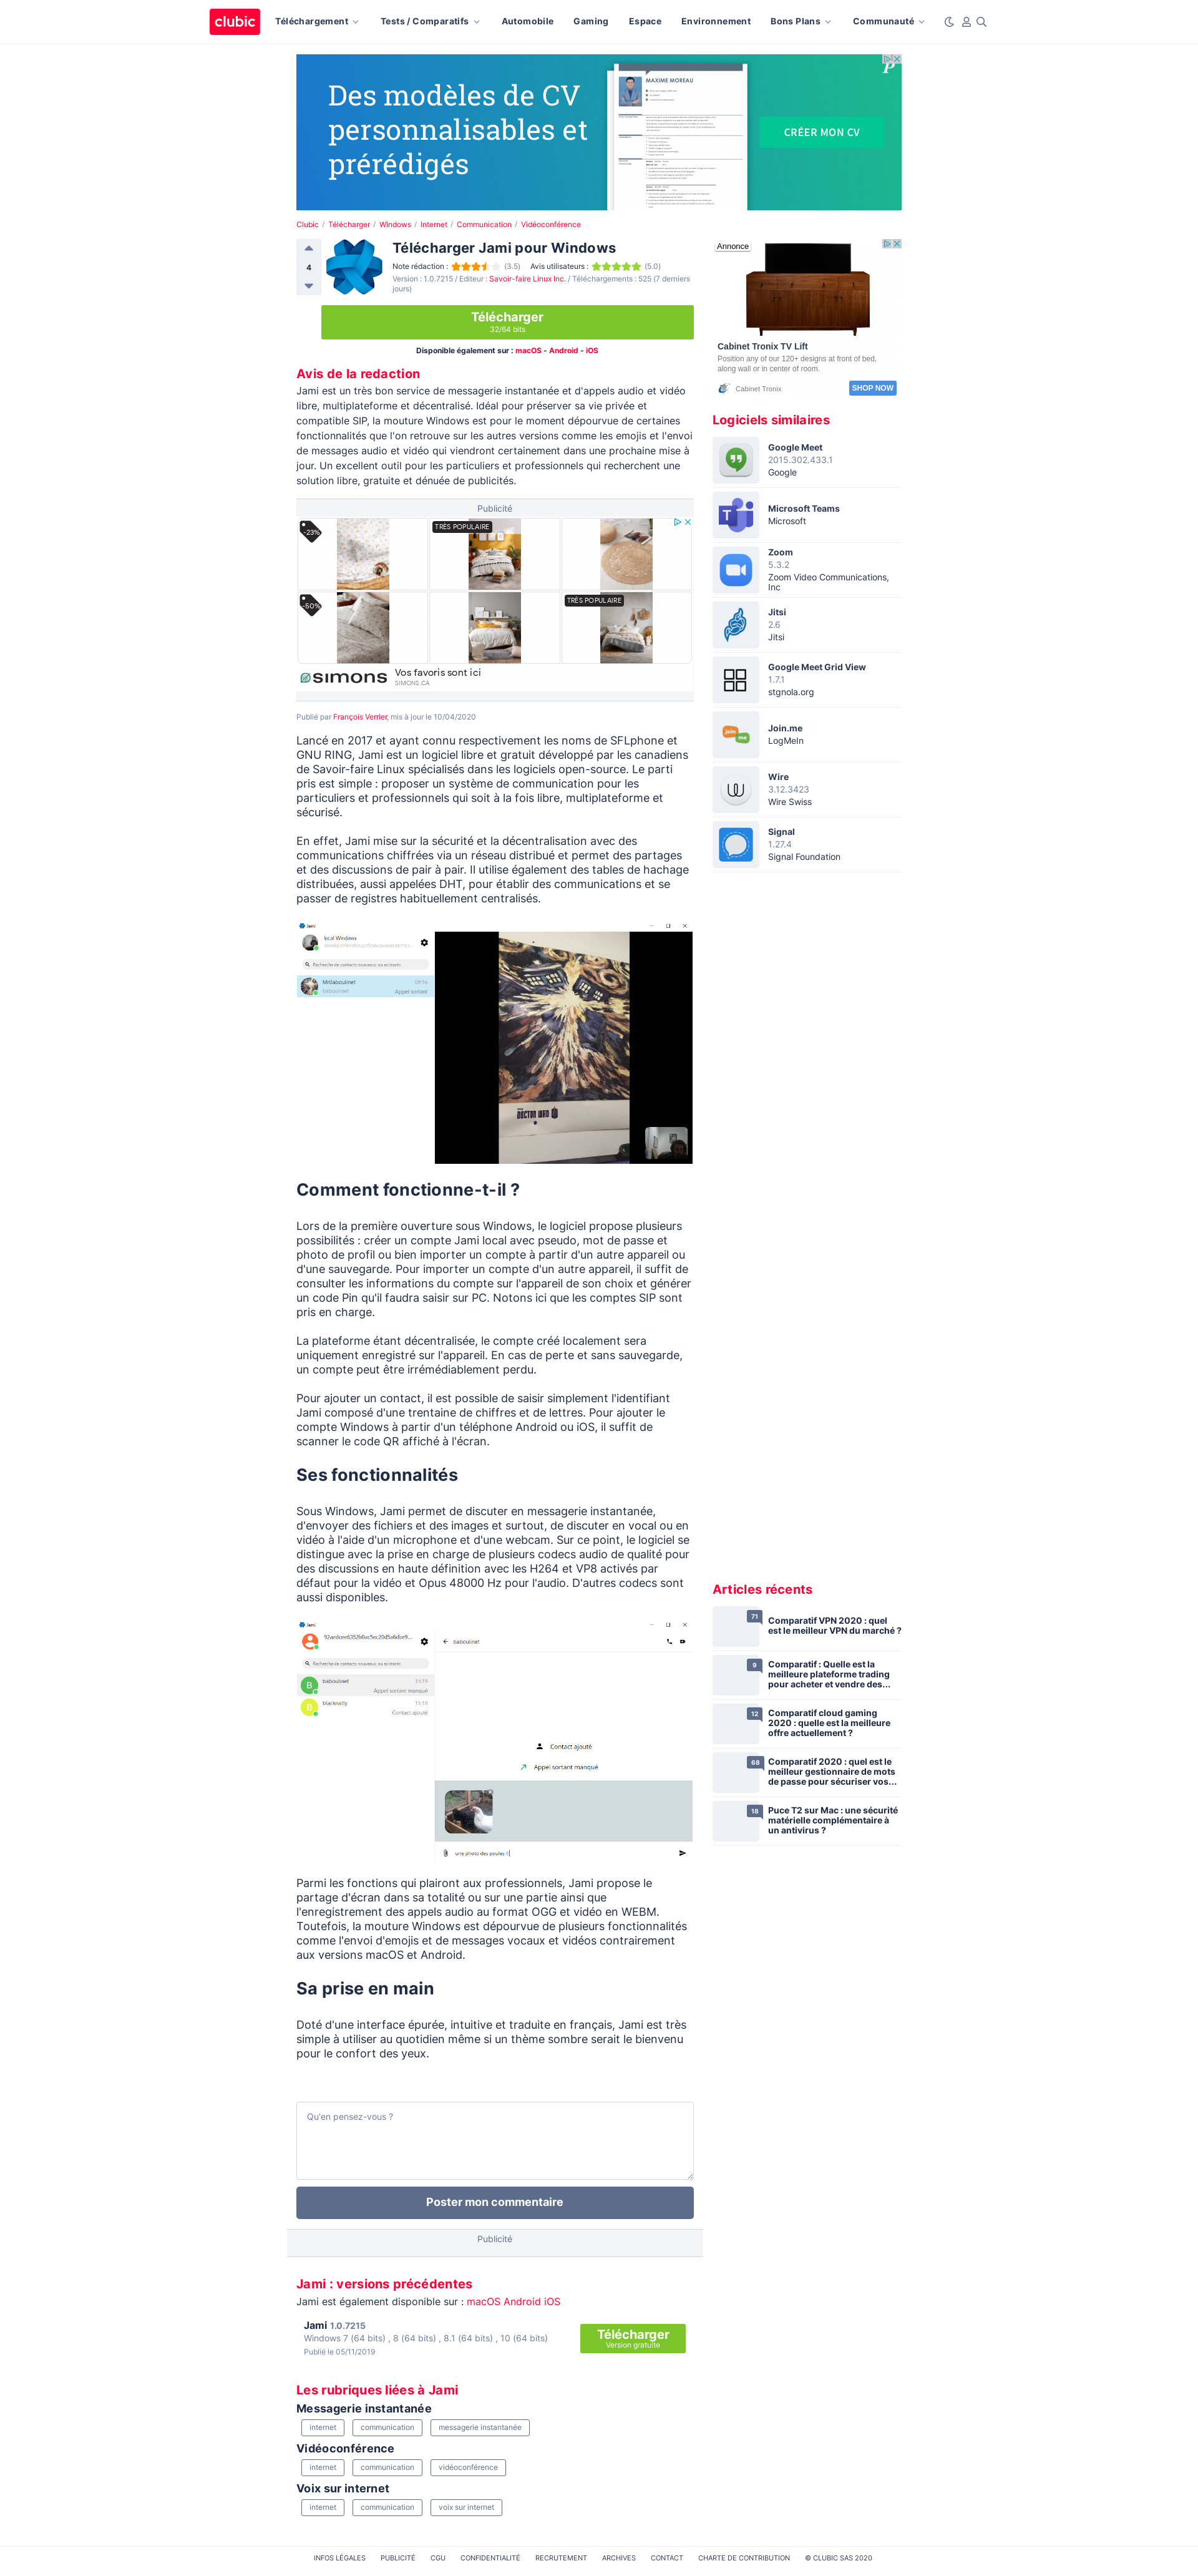 clubic
Téléchargement
Tests / Comparatifs
Automobile
Gaming
Espace
Environnement
Bons Plans
Communauté
Des modèles de CV
personnalisables et
prérédigés
MAXIME MOREAU
CRÉER MON CV
Clubic / Télécharger / Windows / Internet / Communication / Vidéoconférence
4
Télécharger Jami pour Windows
Note rédaction : (3.5) Avis utilisateurs : (5.0)
Version : 1.0.7215 / Editeur : Savoir-faire Linux Inc. / Téléchargements : 525 (7 derniers
jours)
Télécharger
32/64 bits
Disponible également sur : macOS - Android - iOS
Avis de la redaction
Jami est un très bon service de messagerie instantanée et d'appels audio et vidéo
libre, multiplateforme et décentralisé. Idéal pour préserver sa vie privée et
compatible SIP, la mouture Windows est pour le moment dépourvue de certaines
fonctionnalités que l'on retrouve sur les autres versions comme les emojis et l'envoi
de messages audio et vidéo qui viendront certainement dans une prochaine mise à
jour. Un excellent outil pour les particuliers et professionnels qui recherchent une
solution libre, gratuite et dénuée de publicités.
Publicité
-23%
TRÈS POPULAIRE
-50%
TRÈS POPULAIRE
simons
Vos favoris sont ici
SIMONS.CA
Publié par François Verrier, mis à jour le 10/04/2020
Lancé en 2017 et ayant connu respectivement les noms de SFLphone et
GNU RING, Jami est un logiciel libre et gratuit développé par les canadiens
de Savoir-faire Linux spécialisés dans les logiciels open-source. Le parti
pris est simple : proposer un système de communication pour les
particuliers et professionnels qui soit à la fois libre, multiplateforme et
sécurisé.
En effet, Jami mise sur la sécurité et la décentralisation avec des
communications chiffrées via un réseau distribué et permet des partages
et des discussions de pair à pair. Il utilise également des tables de hachage
distribuées, aussi appelées DHT, pour établir des communications et se
passer de registres habituellement centralisés.
Jami
local Windows
Recherche de contacts nouveaux ou existants
Mrtlaboulinet
09:16
baboulinet
Appel sortant
DOCTOR WHO
Comment fonctionne-t-il ?
Lors de la première ouverture sous Windows, le logiciel propose plusieurs
possibilités : créer un compte Jami local avec pseudo, mot de passe et
photo de profil ou bien importer un compte à partir d'un autre appareil ou
d'une sauvegarde. Pour importer un compte d'un autre appareil, il suffit de
consulter les informations du compte sur l'appareil de son choix et générer
un code Pin qu'il faudra saisir sur PC. Notons ici que les comptes SIP sont
pris en charge.
La plateforme étant décentralisée, le compte créé localement sera
uniquement enregistré sur l'appareil. En cas de perte et sans sauvegarde,
un compte peut être irrémédiablement perdu.
Pour ajouter un contact, il est possible de saisir simplement l'identifiant
Jami composé d'une trentaine de chiffres et de lettres. Pour ajouter le
compte Windows à partir d'un téléphone Android ou iOS, il suffit de
scanner le code QR affiché à l'écran.
Ses fonctionnalités
Sous Windows, Jami permet de discuter en messagerie instantanée,
d'envoyer des fichiers et des images et surtout, de discuter en vocal ou en
vidéo à l'aide d'un microphone et d'une webcam. Sur ce point, le logiciel se
distingue avec la prise en charge de plusieurs codecs audio de qualité pour
des discussions en haute définition avec les H264 et VP8 activés par
défaut pour la vidéo et Opus 48000 Hz pour l'audio. D'autres codecs sont
aussi disponibles.
Jami
Recherche de contacts nouveaux ou existants
baboulinet
B
baboulinet
15:19
Appel sortant manqué
B
blacknelly
15:18
Contact ajouté
Contact ajouté
Appel sortant manqué
une photo des poules !
Parmi les fonctions qui plairont aux professionnels, Jami propose le
partage d'écran dans sa totalité ou sur une partie ainsi que
l'enregistrement des appels audio au format OGG et vidéo en WEBM.
Toutefois, la mouture Windows est dépourvue de plusieurs fonctionnalités
comme l'envoi d'emojis et de messages vocaux et vidéos contrairement
aux versions macOS et Android.
Sa prise en main
Doté d'une interface épurée, intuitive et traduite en français, Jami est très
simple à utiliser au quotidien même si un thème sombre serait le bienvenu
pour le confort des yeux.
Qu'en pensez-vous ?
Poster mon commentaire
Publicité
Jami : versions précédentes
Jami est également disponible sur : macOS Android iOS
Jami 1.0.7215
Windows 7 (64 bits) , 8 (64 bits) , 8.1 (64 bits) , 10 (64 bits)
Publié le 05/11/2019
Télécharger
Version gratuite
Les rubriques liées à Jami
Messagerie instantanée
internet
communication
messagerie instantanée
Vidéoconférence
internet
communication
vidéoconférence
Voix sur internet
internet
communication
voix sur internet
Annonce
Cabinet Tronix TV Lift
Position any of our 120+ designs at front of bed,
along wall or in center of room.
Cabinet Tronix
SHOP NOW
Logiciels similaires
Google Meet
2015.302.433.1
Google
Microsoft Teams
Microsoft
Zoom
5.3.2
Zoom Video Communications,
Inc
Jitsi
2.6
Jitsi
Google Meet Grid View
1.7.1
stgnola.org
join
me
Join.me
LogMeIn
Wire
3.12.3423
Wire Swiss
Signal
1.27.4
Signal Foundation
Articles récents
71
Comparatif VPN 2020 : quel
est le meilleur VPN du marché ?
9
Comparatif : Quelle est la
meilleure plateforme trading
pour acheter et vendre des...
12
Comparatif cloud gaming
2020 : quelle est la meilleure
offre actuellement ?
68
Comparatif 2020 : quel est le
meilleur gestionnaire de mots
de passe pour sécuriser vos...
18
Puce T2 sur Mac : une sécurité
matérielle complémentaire à
un antivirus ?
INFOS LÉGALES
PUBLICITÉ
CGU
CONFIDENTIALITÉ
RECRUTEMENT
ARCHIVES
CONTACT
CHARTE DE CONTRIBUTION
© CLUBIC SAS 2020